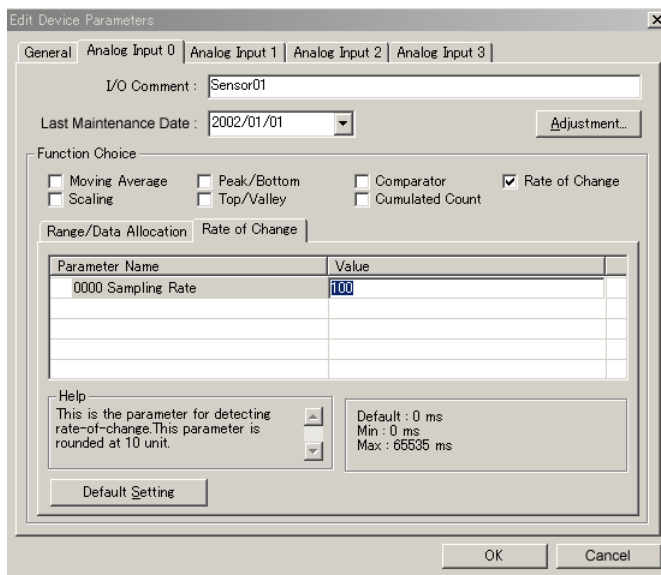 Edit Device Parameters
General Analog Input 0 Analog Input 1 Analog Input 2 Analog Input 3
I/O Comment : Sensor01
Last Maintenance Date : 2002/01/01 Adjustment...
Function Choice
Moving Average Peak/Bottom Comparator Rate of Change
Scaling Top/Valley Cumulated Count
Range/Data Allocation Rate of Change
Parameter Name Value
0000 Sampling Rate 100
Help
This is the parameter for detecting
rate-of-change.This parameter is
rounded at 10 unit.
Default : 0 ms
Min : 0 ms
Max : 65535 ms
Default Setting
OK Cancel